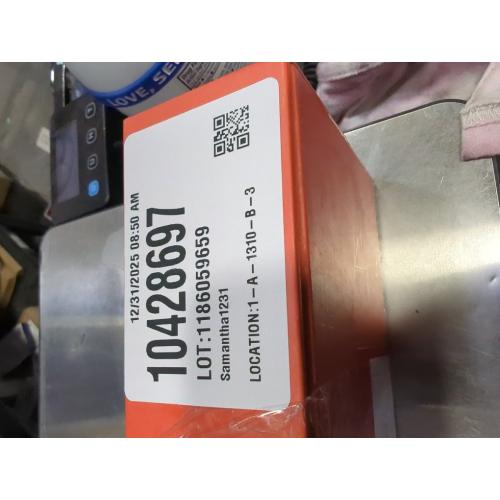 12/31/2025 08:50 AM
10428697
LOT:1186059659
Samantha1231
LOCATION:1-A-1310-B-3
LOVE, SE